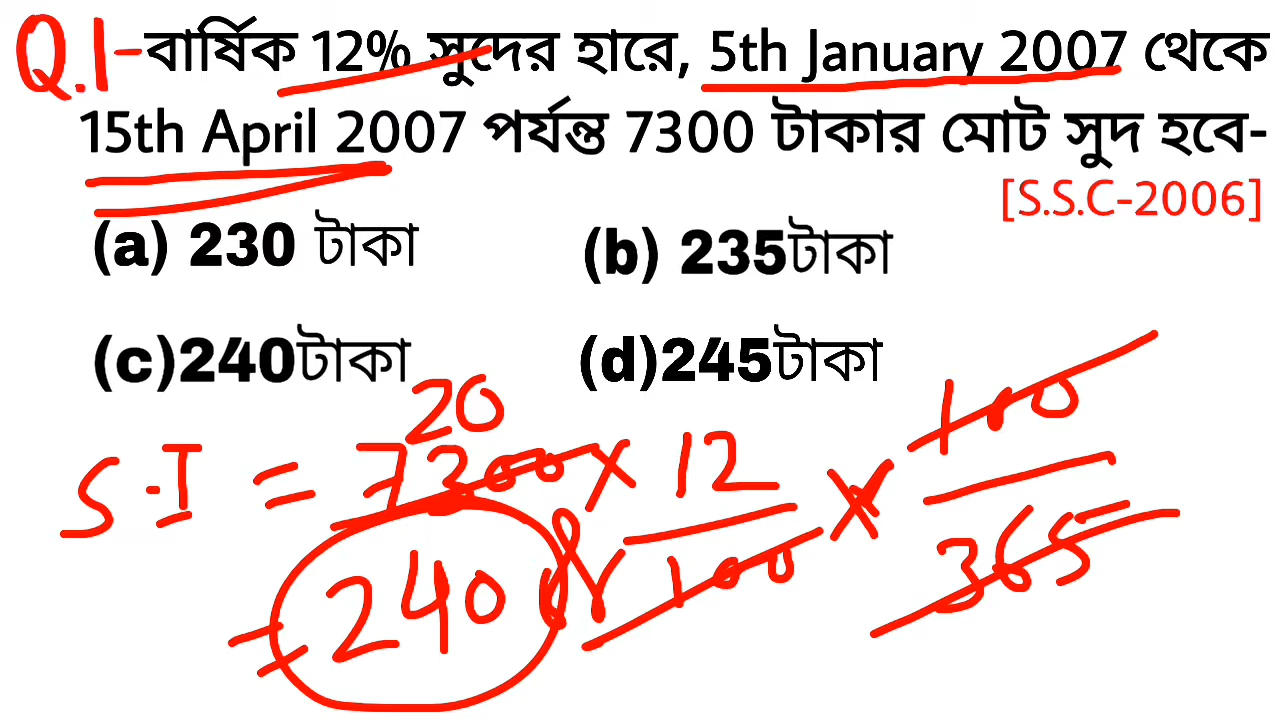 Q.1-বার্ষিক 12% সুদের হারে, 5th January 2007 থেকে
15th April 2007 পর্যন্ত 7300 টাকার মোট সুদ হবে-
[S.S.C-2006]
(a) 230 টাকা (b) 235টাকা
(c)240টাকা (d)245টাকা
20
S.I = 7300 × 12 × 100
100 365
= 240